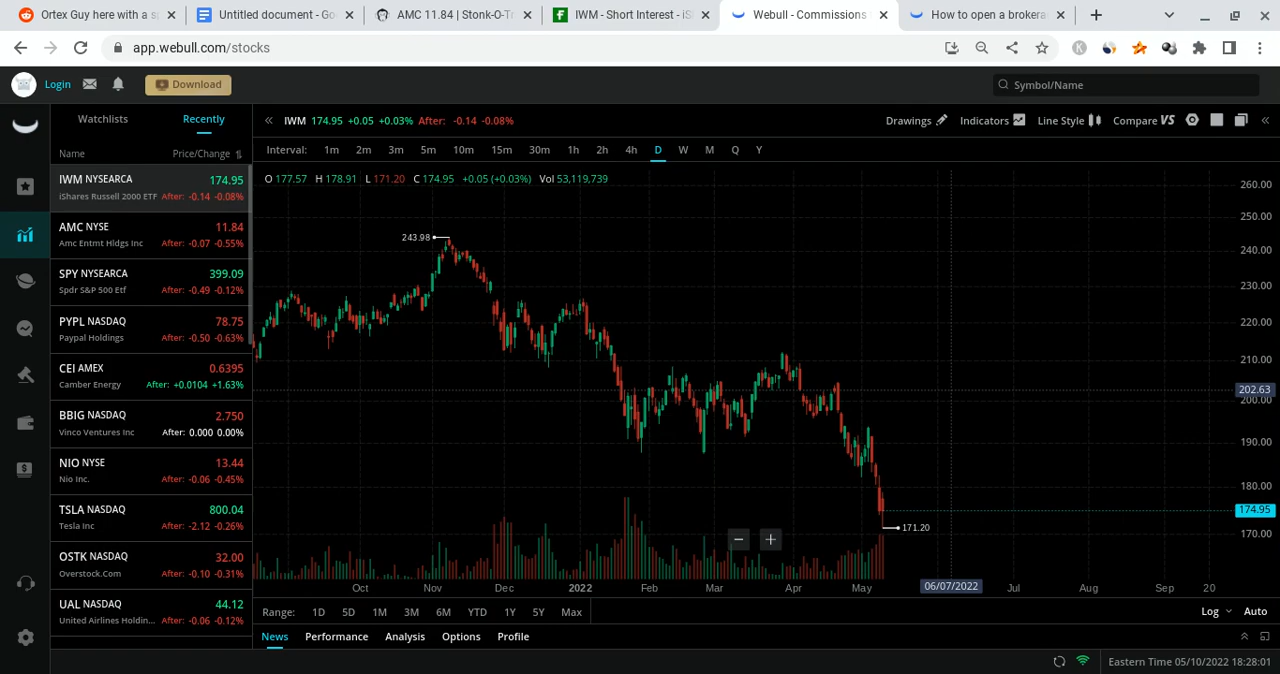 Ortex Guy here with a s
Untitled document - Go
AMC 11.84 | Stonk-O-T
IWM - Short Interest - iS
Webull - Commissions
How to open a brokera
app.webull.com/stocks
Login
Download
Symbol/Name
Watchlists Recently
Name Price/Change
IWM NYSEARCA 174.95
iShares Russell 2000 ETF After: -0.14 -0.08%
AMC NYSE 11.84
Amc Entmt Hldgs Inc After: -0.07 -0.55%
SPY NYSEARCA 399.09
Spdr S&P 500 Etf After: -0.49 -0.12%
PYPL NASDAQ 78.75
Paypal Holdings After: -0.50 -0.63%
CEI AMEX 0.6395
Camber Energy After: +0.0104 +1.63%
BBIG NASDAQ 2.750
Vinco Ventures Inc After: 0.000 0.00%
NIO NYSE 13.44
Nio Inc. After: -0.06 -0.45%
TSLA NASDAQ 800.04
Tesla Inc After: -2.12 -0.26%
OSTK NASDAQ 32.00
Overstock.Com After: -0.10 -0.31%
UAL NASDAQ 44.12
United Airlines Holdin... After: -0.06 -0.12%
IWM 174.95 +0.05 +0.03% After: -0.14 -0.08%
Drawings Indicators Line Style Compare VS
Interval: 1m 2m 3m 5m 10m 15m 30m 1h 2h 4h D W M Q Y
O 177.57 H 178.91 L 171.20 C 174.95 +0.05 (+0.03%) Vol 53,119,739
260.00
250.00
243.98
240.00
230.00
220.00
210.00
202.63
200.00
190.00
180.00
174.95
171.20
170.00
Oct Nov Dec 2022 Feb Mar Apr May 06/07/2022 Jul Aug Sep 20
Range: 1D 5D 1M 3M 6M YTD 1Y 5Y Max
Log Auto
News Performance Analysis Options Profile
Eastern Time 05/10/2022 18:28:01